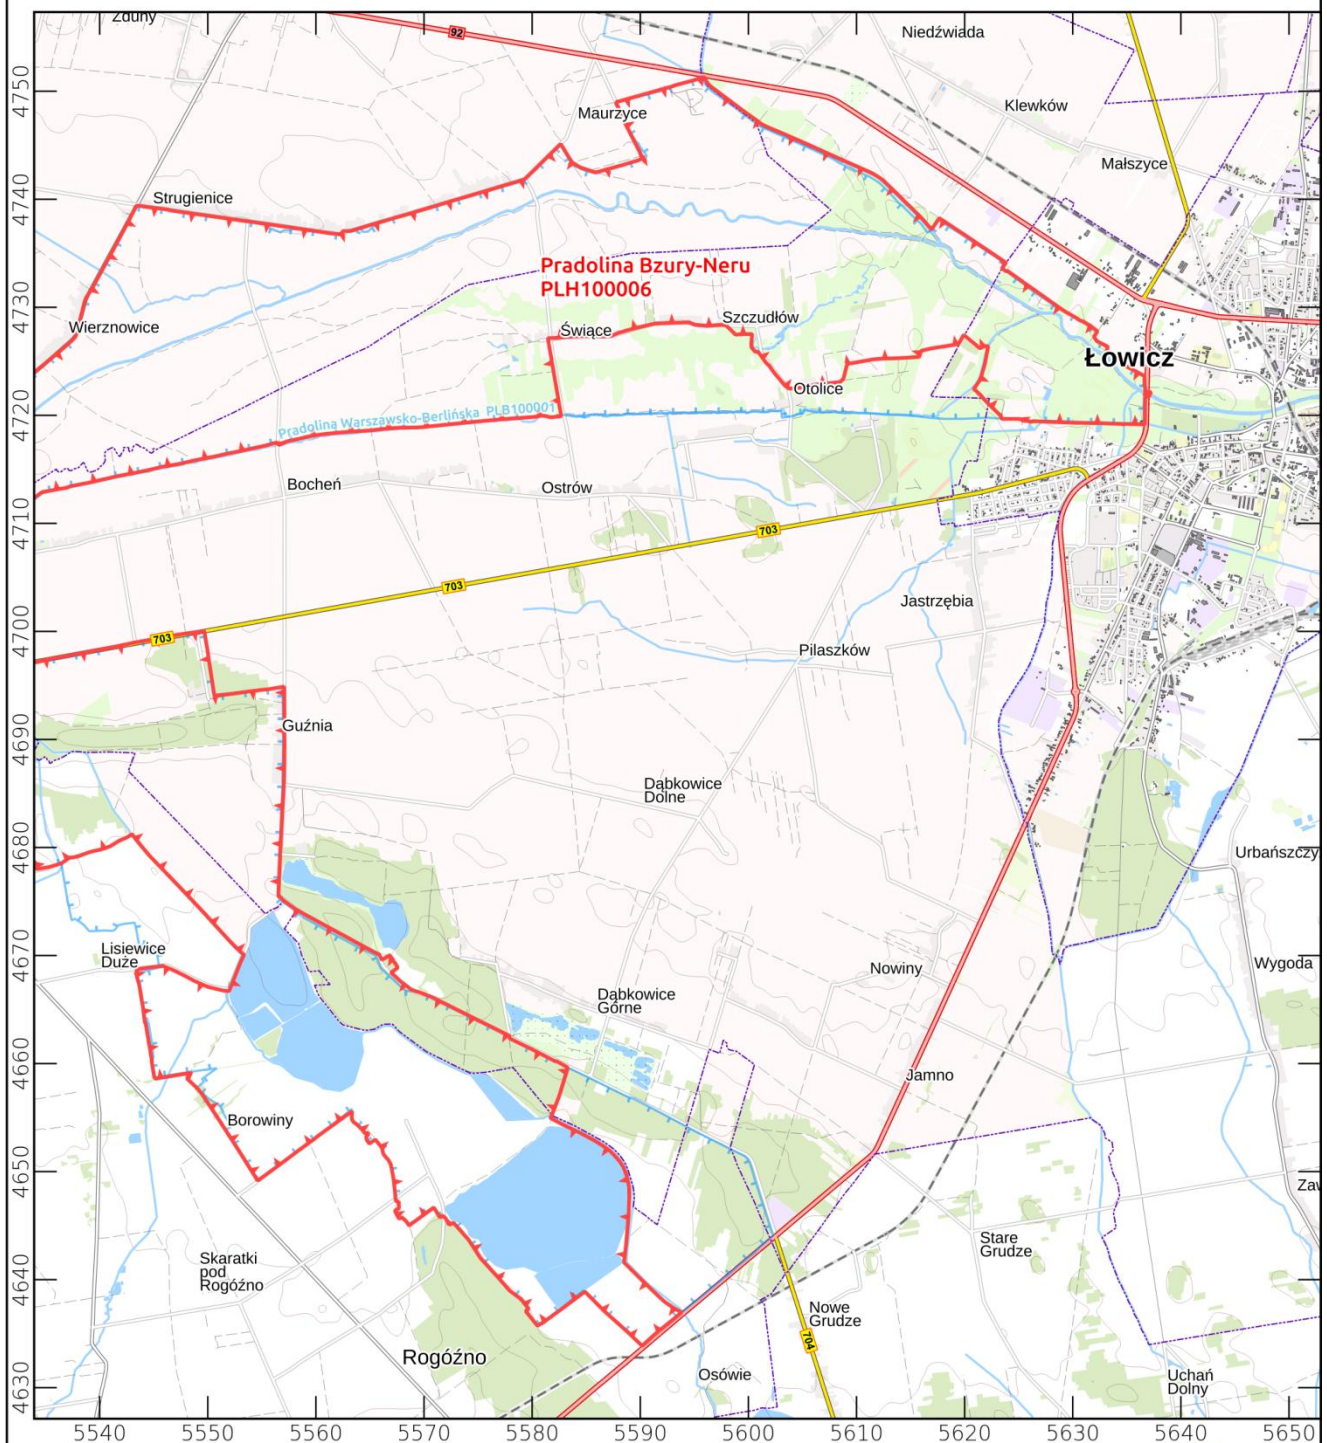 Zduny
92
Niedźwiada
4750
Klewków
Maurzyce
Małszyce
4740
Strugienice
Pradolina Bzury-Neru
PLH100006
4730
Wierznowice
Święce
Szczudłów
Łowicz
Otolice
4720
Pradolina Warszawsko-Berlińska PLB100001
Bocheń
Ostrów
4710
703
703
Jastrzębia
4700
703
Pilaszków
4690
Guźnia
Dąbkowice
Dolne
4680
Urbańszczy
4670
Lisiewice
Duże
Nowiny
Wygoda
Dąbkowice
Górne
4660
Jamno
Borowiny
4650
Zaw
Skaratki
pod
Rogóźno
Stare
Grudze
4640
Nowe
Grudze
704
Rogóźno
4630
Osówie
Uchań
Dolny
5540 5550 5560 5570 5580 5590 5600 5610 5620 5630 5640 5650